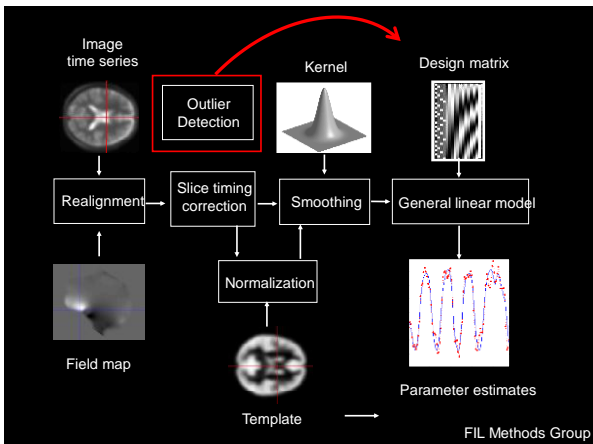 Image
time series
Outlier
Detection
Kernel
Design matrix
Realignment
Slice timing
correction
Smoothing
General linear model
Normalization
Field map
Template
Parameter estimates
FIL Methods Group